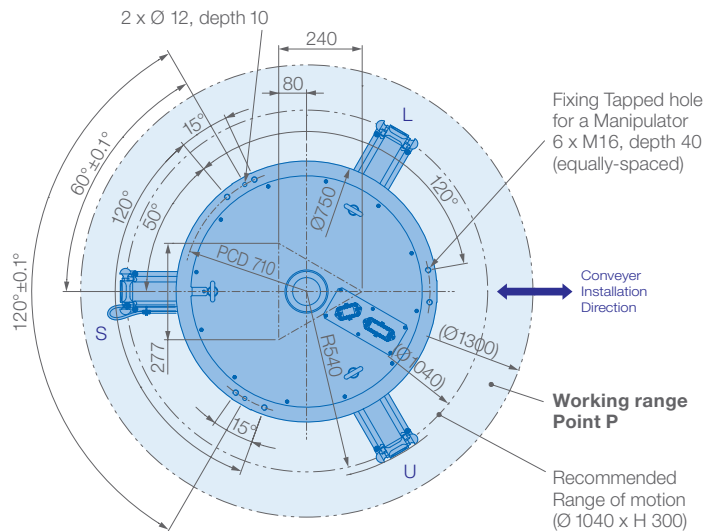 2 x Ø 12, depth 10
240
80
L
15°
60°±0.1°
120°
50°
120°±0.1°
120°
Ø750
PCD 710
Fixing Tapped hole
for a Manipulator
6 x M16, depth 40
(equally-spaced)
Conveyer
Installation
Direction
S
277
R540
(Ø1040)
(Ø1300)
Working range
Point P
15°
U
Recommended
Range of motion
(Ø 1040 x H 300)